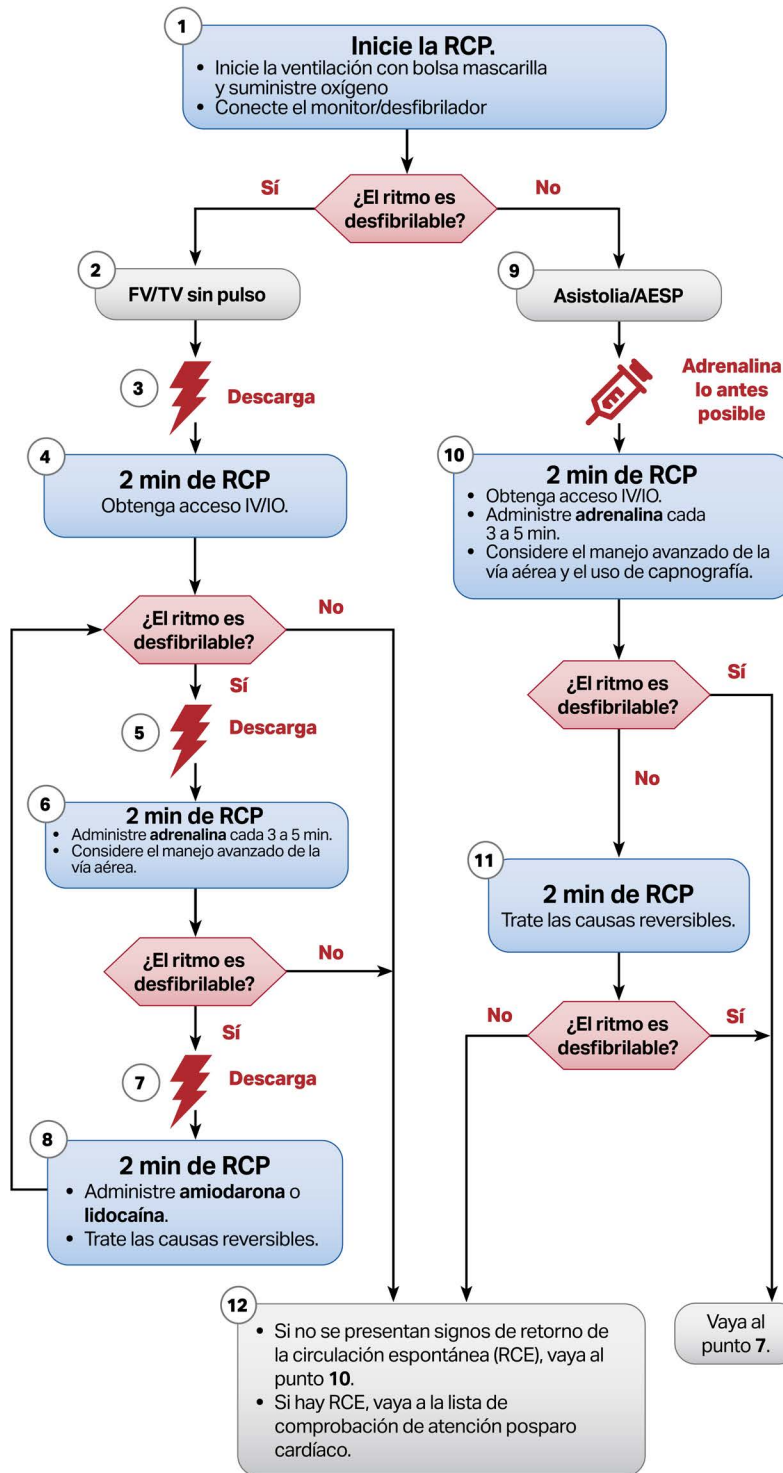 1
Inicie la RCP.
• Inicie la ventilación con bolsa mascarilla
y suministre oxígeno
• Conecte el monitor/desfibrilador
¿El ritmo es
desfibrilable?
Sí
No
2
FV/TV sin pulso
3
Descarga
4
2 min de RCP
Obtenga acceso IV/IO.
¿El ritmo es
desfibrilable?
No
Sí
5
Descarga
6
2 min de RCP
• Administre adrenalina cada 3 a 5 min.
• Considere el manejo avanzado de la
vía aérea.
¿El ritmo es
desfibrilable?
No
Sí
7
Descarga
8
2 min de RCP
• Administre amiodarona o
lidocaína.
• Trate las causas reversibles.
9
Asistolia/AESP
Adrenalina
lo antes
posible
10
2 min de RCP
• Obtenga acceso IV/IO.
• Administre adrenalina cada
3 a 5 min.
• Considere el manejo avanzado de la
vía aérea y el uso de capnografía.
¿El ritmo es
desfibrilable?
Sí
No
11
2 min de RCP
Trate las causas reversibles.
¿El ritmo es
desfibrilable?
No
Sí
12
• Si no se presentan signos de retorno de
la circulación espontánea (RCE), vaya al
punto 10.
• Si hay RCE, vaya a la lista de
comprobación de atención posparo
cardíaco.
Vaya al
punto 7.